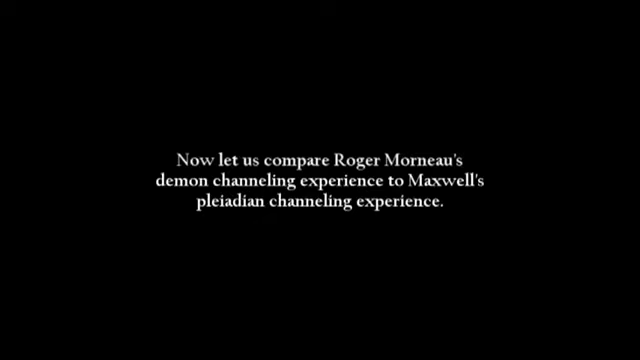 Now let us compare Roger Morneau's
demon channeling experience to Maxwell's
pleiadian channeling experience.